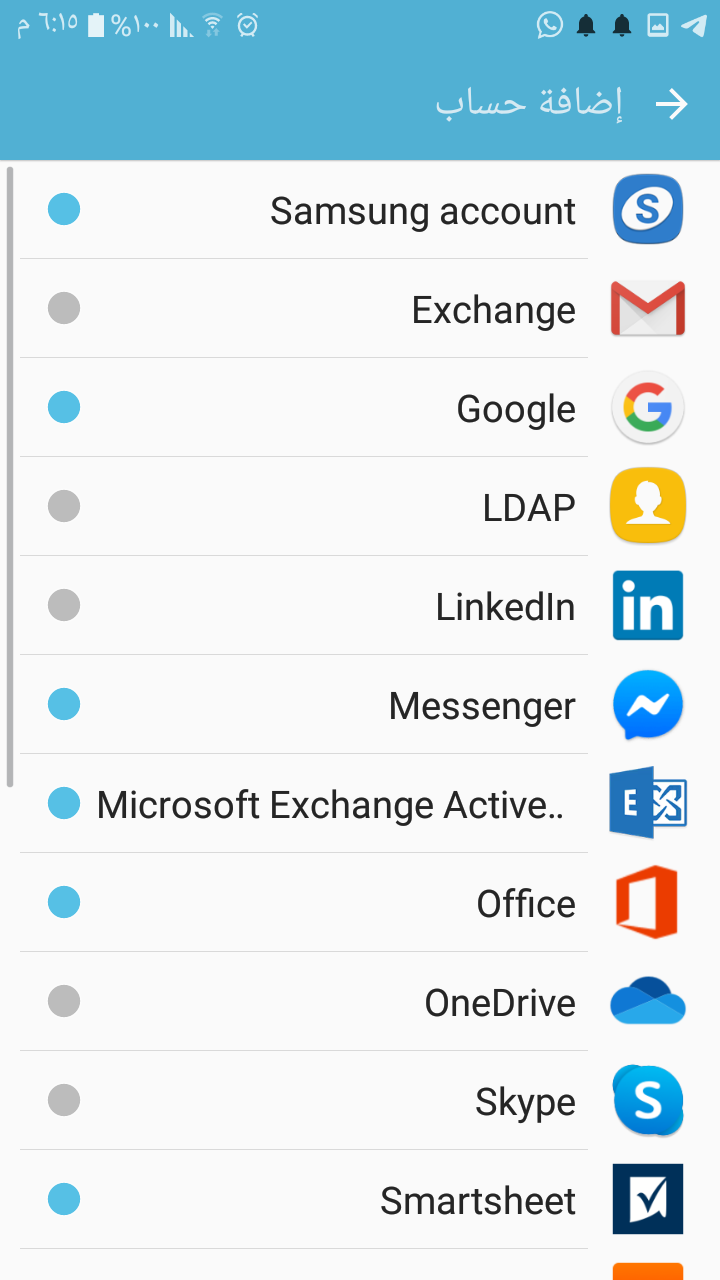 ٦:١٥ م %١٠٠
إضافة حساب
Samsung account
Exchange
Google
LDAP
LinkedIn
Messenger
Microsoft Exchange Active..
Office
OneDrive
Skype
Smartsheet